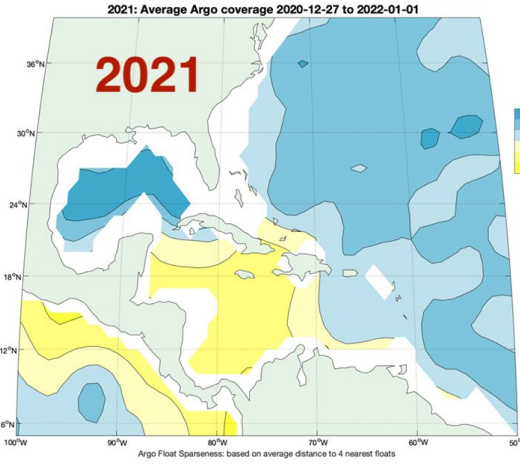 2021: Average Argo coverage 2020-12-27 to 2022-01-01
2021
36°N
30°N
24°N
18°N
12°N
6°N
100°W 90°W 80°W 70°W 60°W 50°W
Argo Float Sparseness: based on average distance to 4 nearest floats